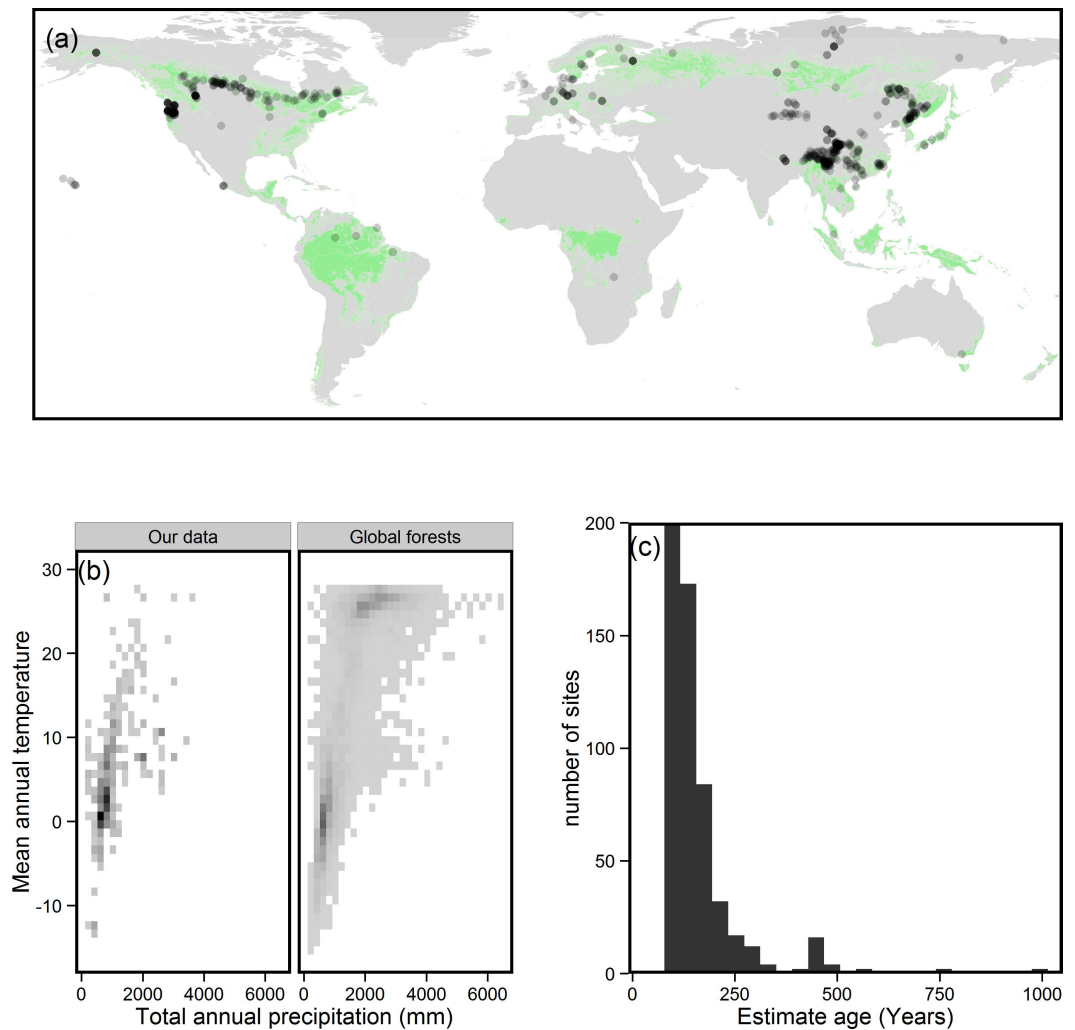 (a)
Our data
Global forests
(b)
Mean annual temperature
30
20
10
0
-10
0 2000 4000 6000 0 2000 4000 6000
Total annual precipitation (mm)
(c)
number of sites
200
150
100
50
0
0 250 500 750 1000
Estimate age (Years)